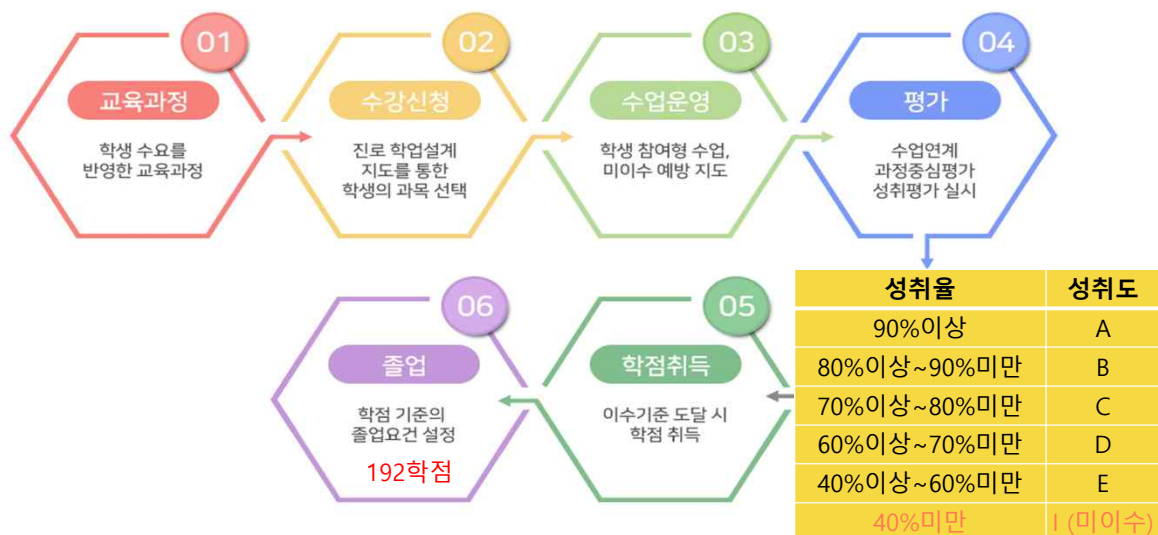 01
교육과정
학생 수요를
반영한 교육과정
02
수강신청
진로 학업설계
지도를 통한
학생의 과목 선택
03
수업운영
학생 참여형 수업,
미이수 예방 지도
04
평가
수업연계
과정중심평가
성취평가 실시
성취율 성취도
90%이상 A
80%이상~90%미만 B
70%이상~80%미만 C
60%이상~70%미만 D
40%이상~60%미만 E
40%미만 I (미이수)
05
학점취득
이수기준 도달 시
학점 취득
06
졸업
학점 기준의
졸업요건 설정
192학점